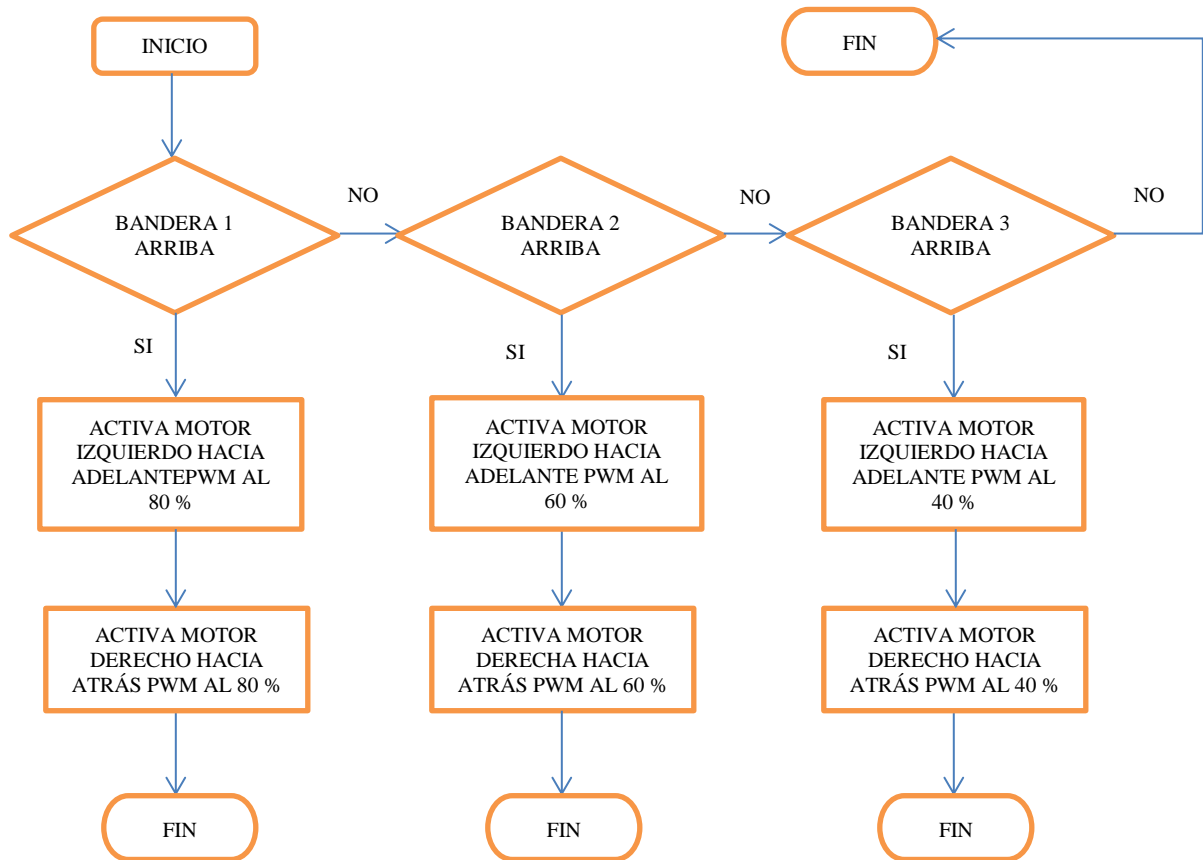 INICIO
FIN
BANDERA 1
ARRIBA
NO
BANDERA 2
ARRIBA
NO
BANDERA 3
ARRIBA
NO
SI
SI
SI
ACTIVA MOTOR
IZQUIERDO HACIA
ADELANTEPWM AL
80 %
ACTIVA MOTOR
IZQUIERDO HACIA
ADELANTE PWM AL
60 %
ACTIVA MOTOR
IZQUIERDO HACIA
ADELANTE PWM AL
40 %
ACTIVA MOTOR
DERECHO HACIA
ATRÁS PWM AL 80 %
ACTIVA MOTOR
DERECHA HACIA
ATRÁS PWM AL 60 %
ACTIVA MOTOR
DERECHO HACIA
ATRÁS PWM AL 40 %
FIN
FIN
FIN